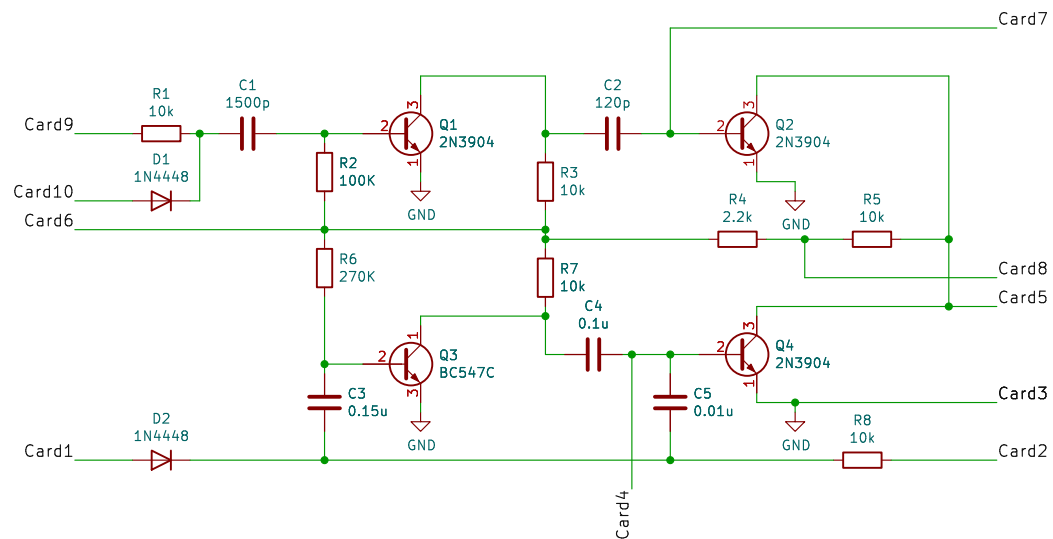 Card7
C1
1500p
C2
120p
R1
10k
3
3
Card9
2
Q1
2N3904
2
Q2
2N3904
D1
1N4448
R2
100K
1
R3
10k
1
Card10
GND
R4
2.2k
R5
10k
GND
Card6
R6
270K
R7
10k
Card8
Card5
C4
0.1u
1
3
2
Q3
BC547C
2
Q4
2N3904
3
C3
0.15u
C5
0.01u
1
Card3
D2
1N4448
GND
GND
R8
10k
Card1
Card2
Card4